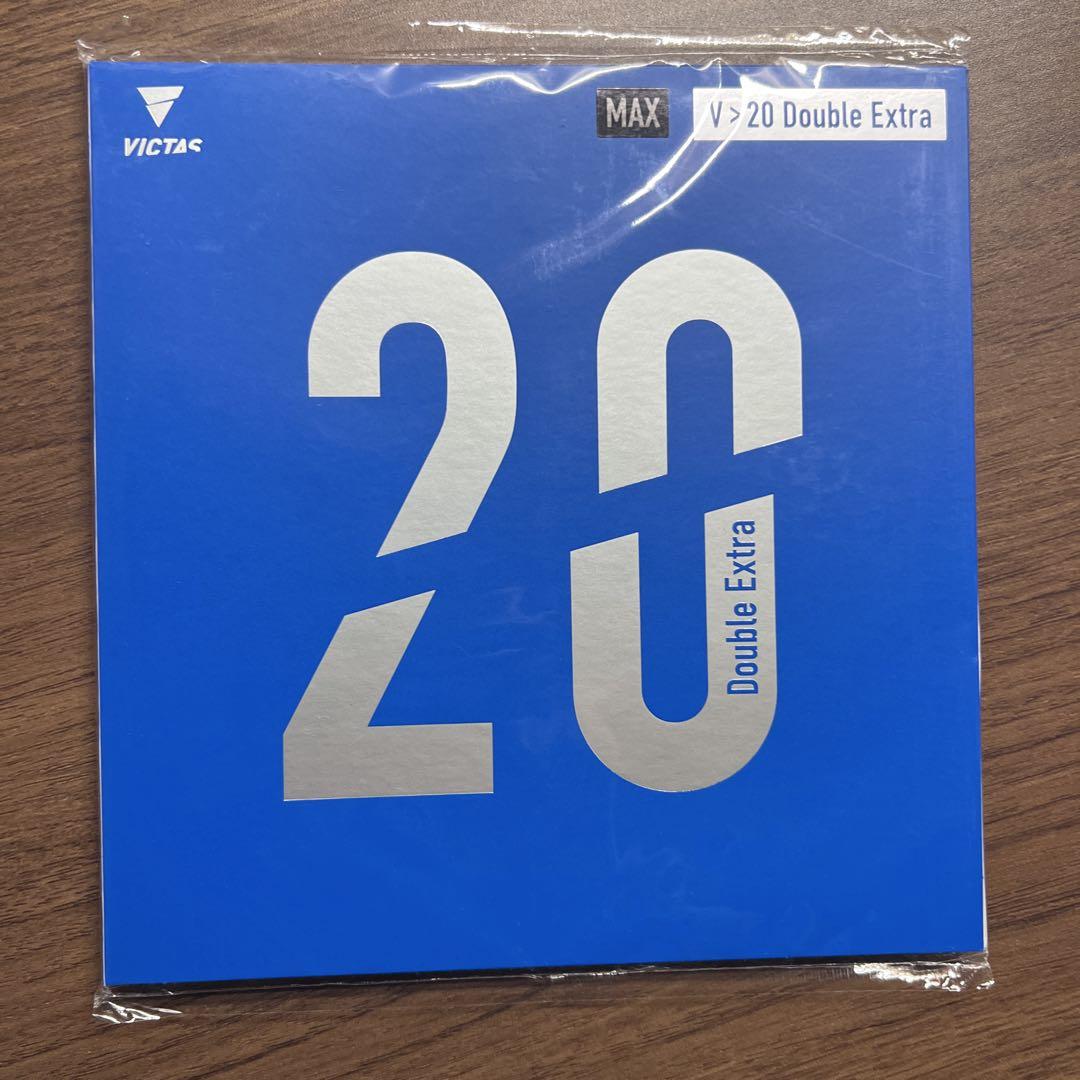 VICTAS
MAX
V > 20 Double Extra
20
Double Extra